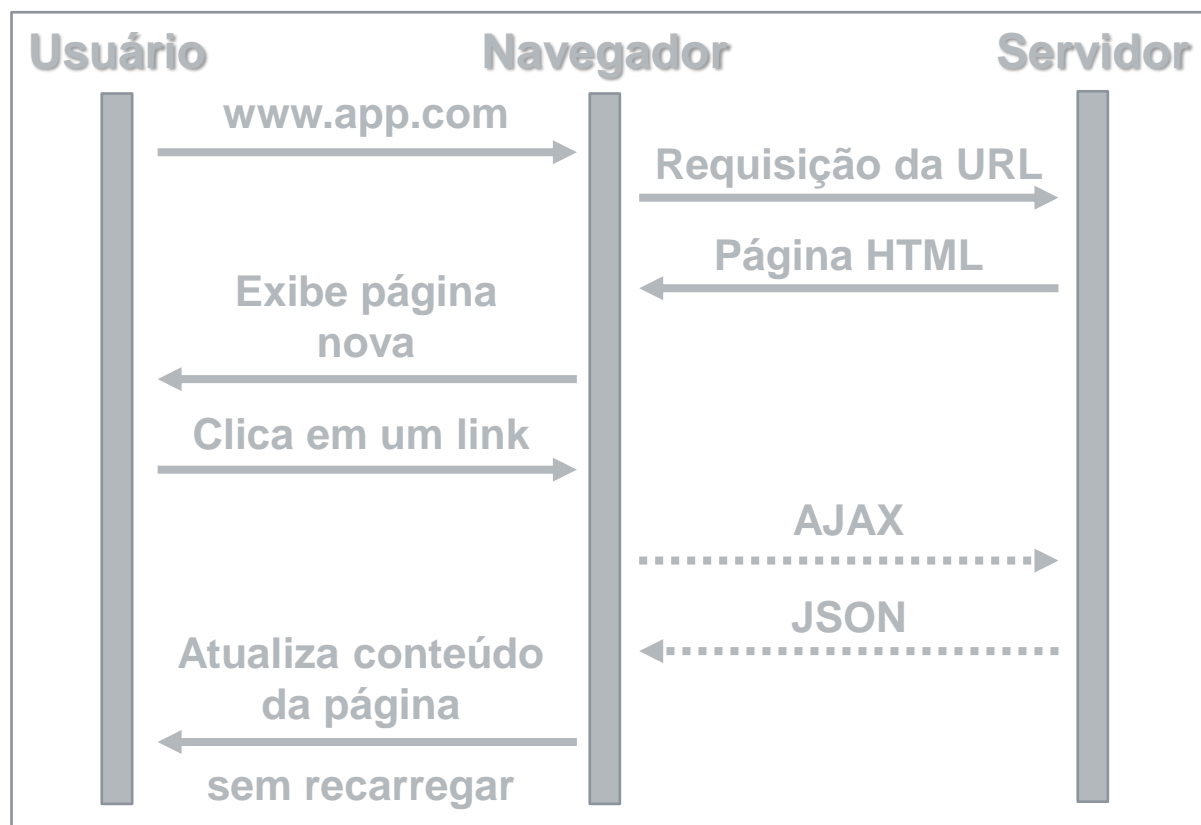 Usuário
Navegador
Servidor
www.app.com
Requisição da URL
Página HTML
Exibe página
nova
Clica em um link
AJAX
JSON
Atualiza conteúdo
da página
sem recarregar